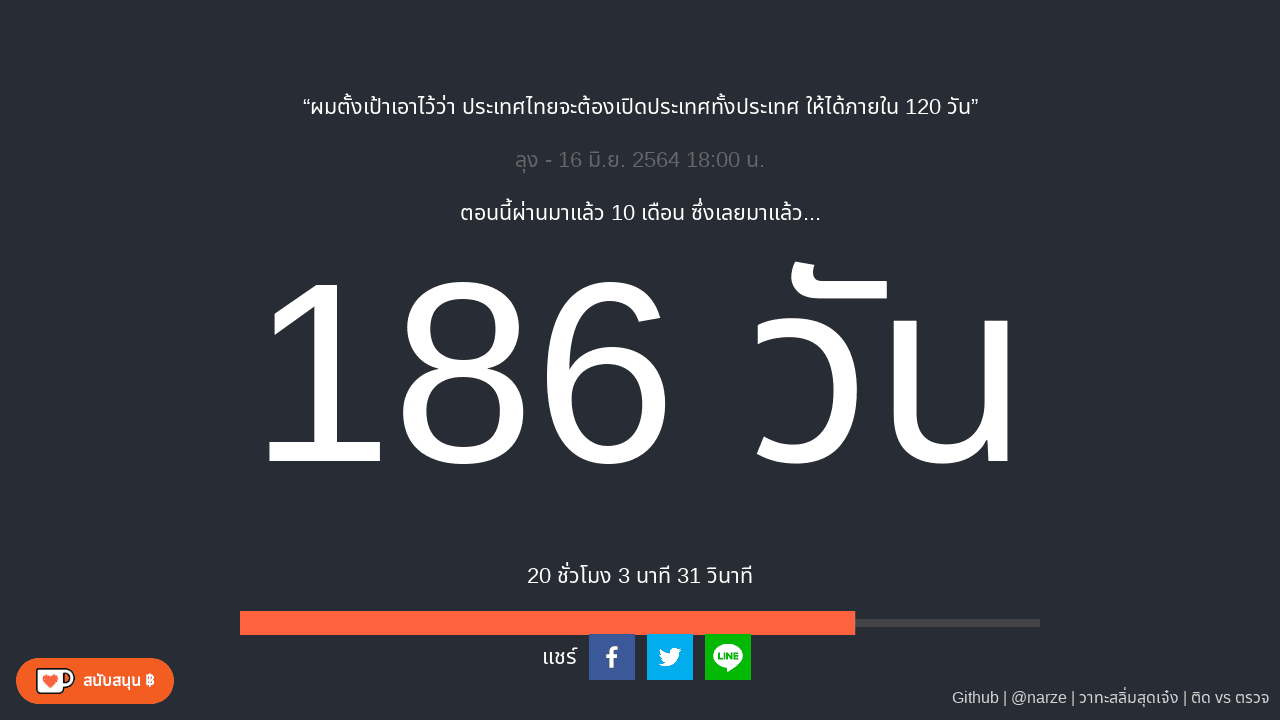 “ผมตั้งเป้าเอาไว้ว่า ประเทศไทยจะต้องเปิดประเทศทั้งประเทศ ให้ได้ภายใน 120 วัน”
ลุง - 16 มิ.ย. 2564 18:00 น.
ตอนนี้ผ่านมาแล้ว 10 เดือน ซึ่งเลยมาแล้ว...
186 วัน
20 ชั่วโมง 3 นาที 31 วินาที
แชร์
LINE
สนับสนุน ฿
Github | @narze | วาทะสลิ่มสุดเจ๋ง | ติด vs ตรวจ